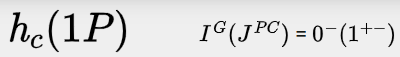 h_c(1P) I^G(J^{PC}) = 0^-(1^{+-})